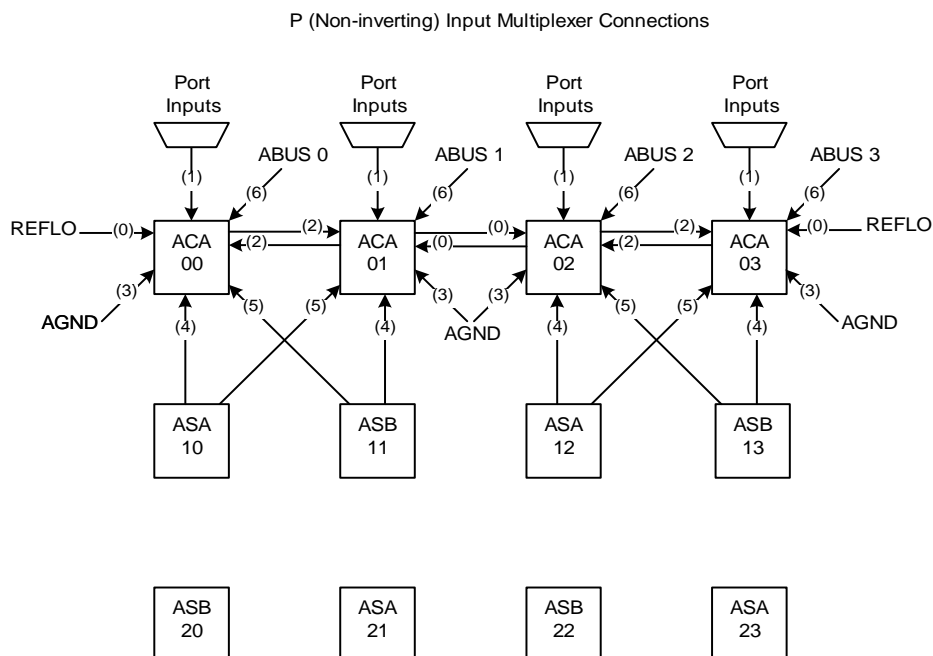 P (Non-inverting) Input Multiplexer Connections
Port Inputs
Port Inputs
Port Inputs
Port Inputs
ABUS 0
ABUS 1
ABUS 2
ABUS 3
(1)
(1)
(1)
(1)
(6)
(6)
(6)
(6)
REFLO
(0)
ACA 00
(2)
(2)
ACA 01
(0)
(0)
ACA 02
(2)
(2)
ACA 03
(0)
REFLO
(3)
AGND
(3)
(3)
AGND
(3)
AGND
(4)
(5)
(5)
(4)
(4)
(5)
(5)
(4)
ASA 10
ASB 11
ASA 12
ASB 13
ASB 20
ASA 21
ASB 22
ASA 23